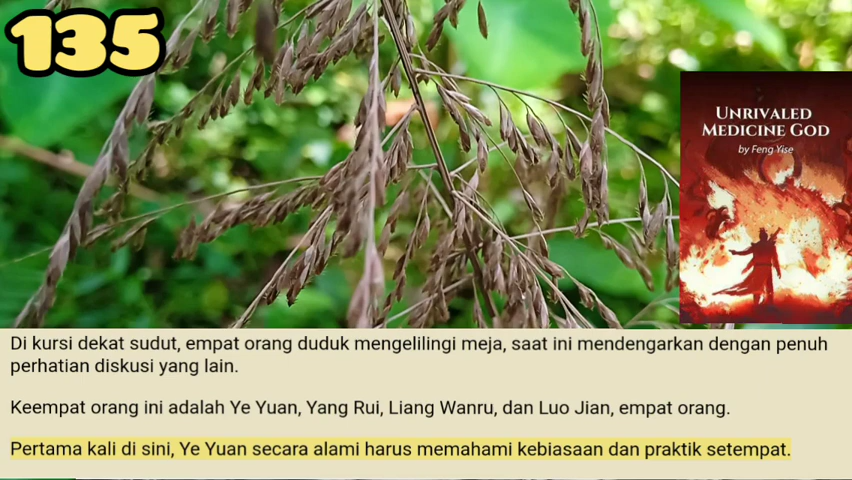 135
UNRIVALED
MEDICINE GOD
by Feng Yise
Di kursi dekat sudut, empat orang duduk mengelilingi meja, saat ini mendengarkan dengan penuh
perhatian diskusi yang lain.
Keempat orang ini adalah Ye Yuan, Yang Rui, Liang Wanru, dan Luo Jian, empat orang.
Pertama kali di sini, Ye Yuan secara alami harus memahami kebiasaan dan praktik setempat.